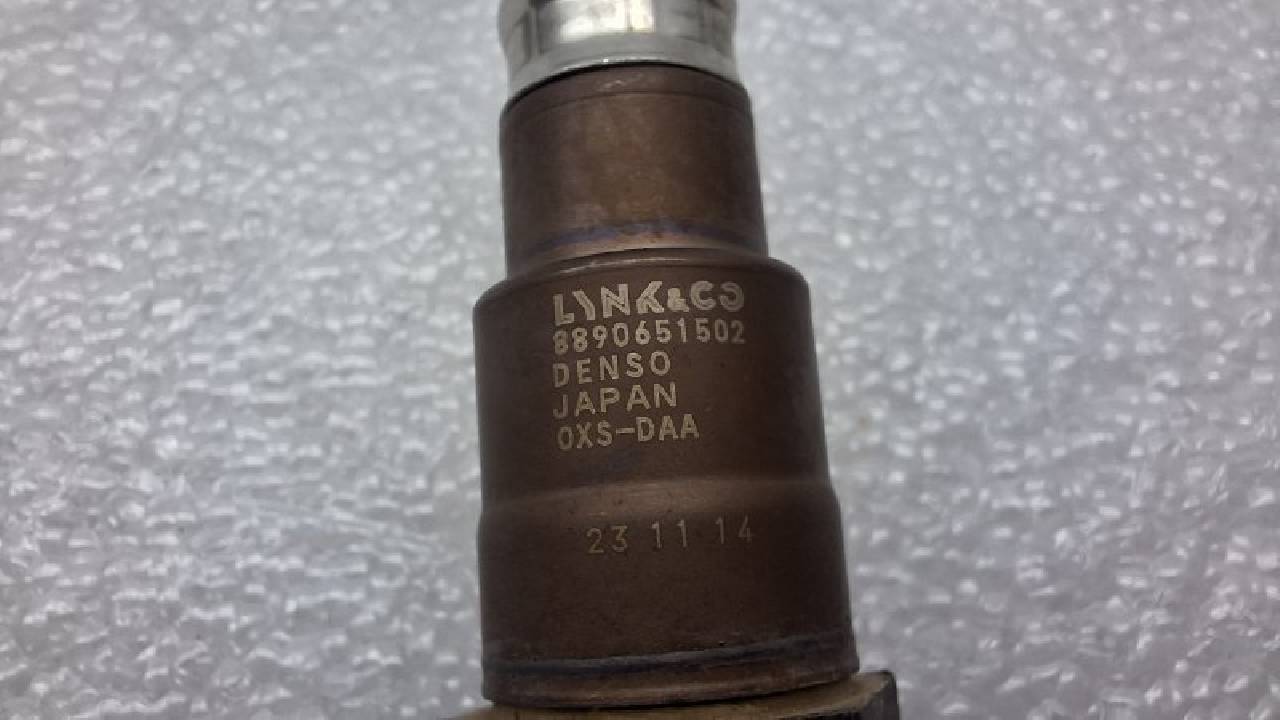 LYNK&CO
8890651502
DENSO
JAPAN
OXS-DAA
23 11 14